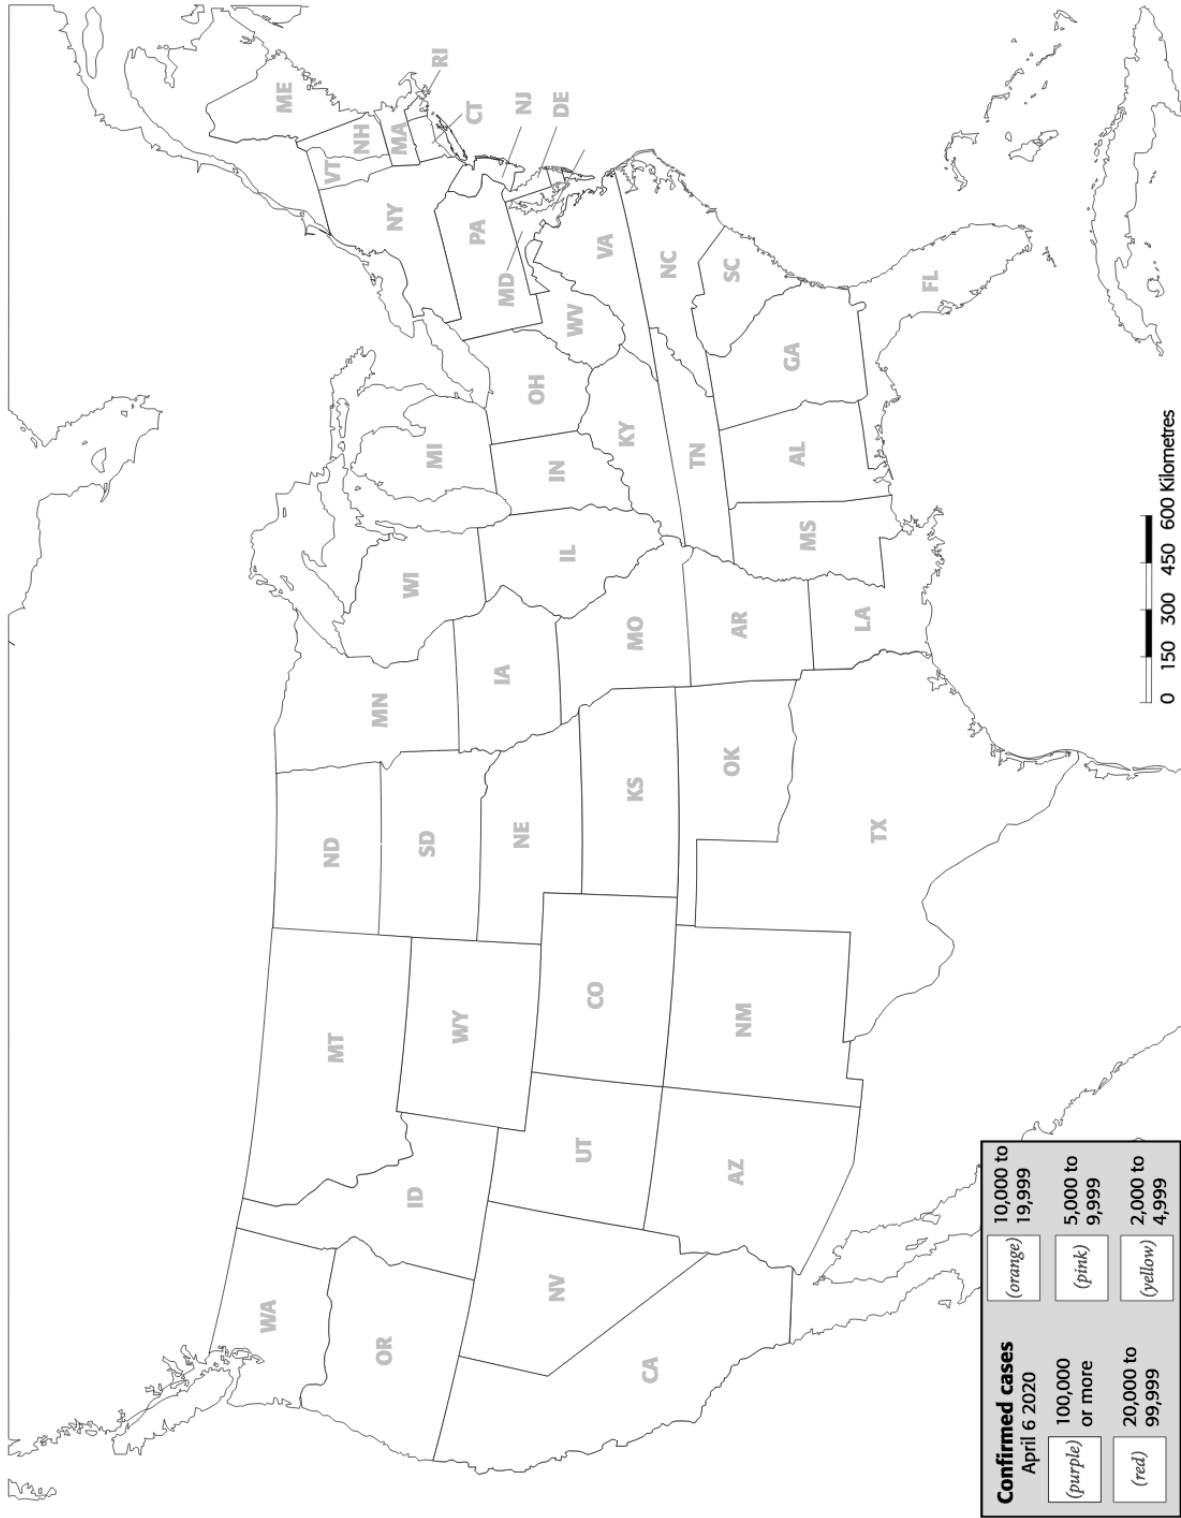 WA
OR
CA
NV
ID
MT
WY
UT
AZ
CO
NM
ND
SD
NE
KS
OK
TX
MN
IA
MO
AR
LA
WI
IL
MI
IN
OH
KY
TN
MS
AL
GA
FL
SC
NC
VA
WV
MD
PA
NY
VT
NH
ME
MA
RI
CT
NJ
DE
Confirmed cases
April 6 2020
(purple) 100,000
or more
(red) 20,000 to
99,999
(orange) 10,000 to
19,999
(pink) 5,000 to
9,999
(yellow) 2,000 to
4,999
0 150 300 450 600 Kilometres